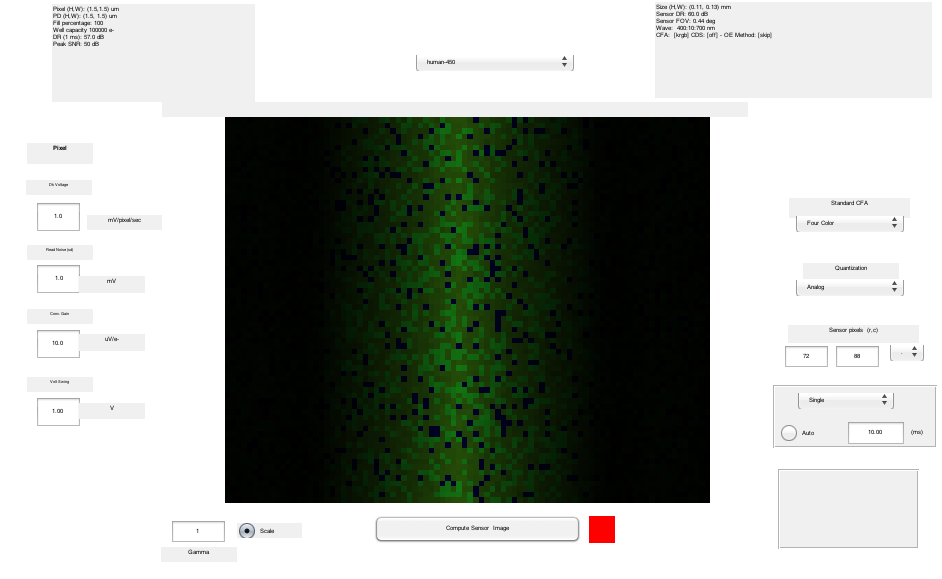 Pixel (H,W): (1.5,1.5) um
PD (H,W): (1.5, 1.5) um
Fill percentage: 100
Well capacity 100000 e-
DR (1 ms): 57.0 dB
Peak SNR: 50 dB
Size (H,W): (0.11, 0.13) mm
Sensor DR: 60.0 dB
Sensor FOV: 0.44 deg
Wave: 400:10:700 nm
CFA: [krgb] CDS: [off] - OE Method: [skip]
human-450
Pixel
Dk Voltage
1.0
mV/pixel/sec
Read Noise (sd)
1.0
mV
Conv. Gain
10.0
uV/e-
Volt Swing
1.00
V
Standard CFA
Four Color
Quantization
Analog
Sensor pixels (r,c)
72
88
-
Single
Auto
10.00
(ms)
1
Scale
Compute Sensor Image
Gamma